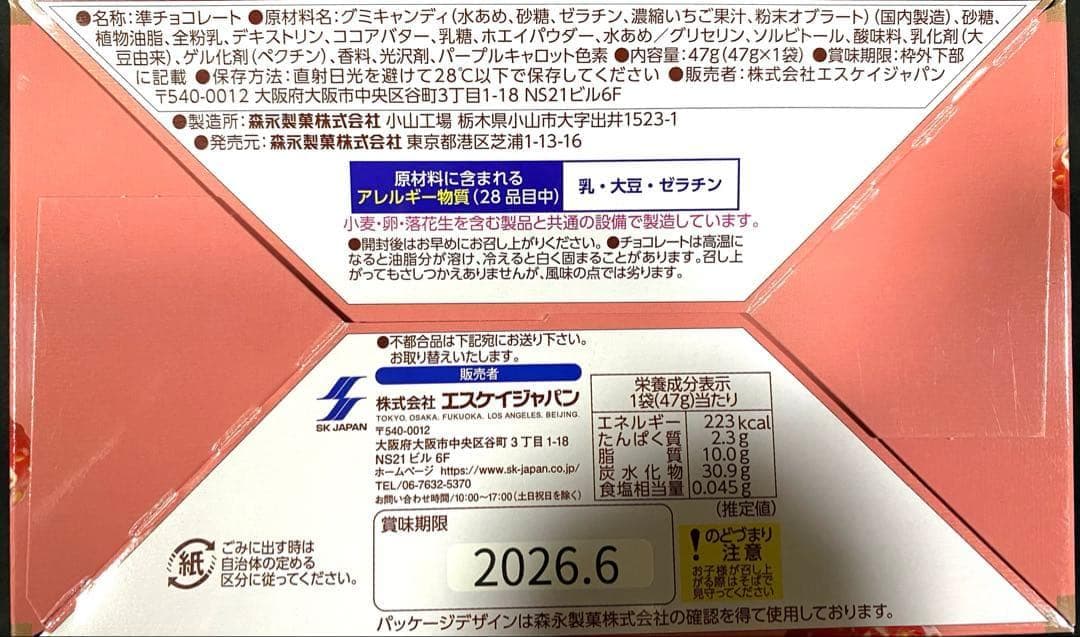 ●名称：準チョコレート ●原材料名：グミキャンディ（水あめ、砂糖、ゼラチン、濃縮いちご果汁、粉末オブラート）（国内製造）、砂糖、
植物油脂、全粉乳、デキストリン、ココアバター、乳糖、ホエイパウダー、水あめ／グリセリン、ソルビトール、酸味料、乳化剤（大
豆由来）、ゲル化剤（ペクチン）、香料、光沢剤、パープルキャロット色素 ●内容量：47g（47g×1袋） ●賞味期限：枠外下部
に記載 ●保存方法：直射日光を避けて28℃以下で保存してください ●販売者：株式会社エスケイジャパン
〒540-0012 大阪府大阪市中央区谷町3丁目1-18 NS21ビル6F
●製造所：森永製菓株式会社 小山工場 栃木県小山市大字出井1523-1
●発売元：森永製菓株式会社 東京都港区芝浦1-13-16
原材料に含まれる
アレルギー物質（28品目中）
乳・大豆・ゼラチン
小麦・卵・落花生を含む製品と共通の設備で製造しています。
●開封後はお早めにお召し上がりください。●チョコレートは高温に
なると油脂分が溶け、冷えると白く固まることがあります。召し上
がってもさしつかえありませんが、風味の点では劣ります。
●不都合品は下記宛にお送り下さい。
お取り替えいたします。
販売者
SK JAPAN
株式会社 エスケイジャパン
TOKYO. OSAKA. FUKUOKA. LOS ANGELES. BEIJING.
〒540-0012
大阪府大阪市中央区谷町 3 丁目 1-18
NS21 ビル 6F
ホームページ https://www.sk-japan.co.jp/
TEL/06-7632-5370
お問い合わせ時間/10:00～17:00（土日祝日を除く）
栄養成分表示
1袋(47g)当たり
エネルギー 223kcal
たんぱく質 2.3g
脂質 10.0g
炭水化物 30.9g
食塩相当量 0.045g
（推定値）
賞味期限
2026.6
！のどづまり
注意
お子様が召し上
がる際はそばで
見守ってください
紙
ごみに出す時は
自治体の定める
区分に従ってください。
パッケージデザインは森永製菓株式会社の確認を得て使用しております。